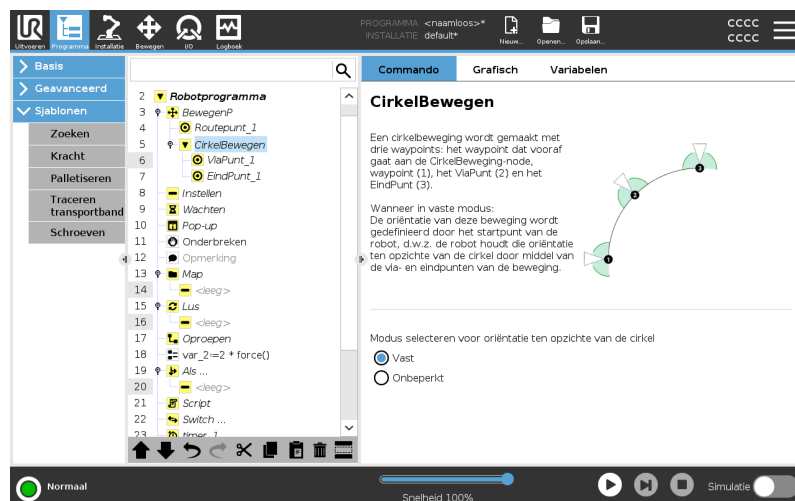 UR
PROGRAMMA <naamloos>*
INSTALLATIE default*
CCCC
CCCC
Uitvoeren Programma Installatie Bewegen I/O Logboek
Nieuw... Openen... Opslaan...
Basis
Geavanceerd
Sjablonen
Zoeken
Kracht
Palletiseren
Traceren
transportband
Schroeven
2 Robotprogramma
3 BewegenP
4 Routepunt_1
5 CirkelBewegen
6 ViaPunt_1
7 EindPunt_1
8 Instellen
9 Wachten
10 Pop-up
11 Onderbreken
12 Opmerking
13 Map
14 <leeg>
15 Lus
16 <leeg>
17 Oproepen
18 var_2:=2 * force()
19 Als ...
20 <leeg>
21 Script
22 Switch ...
23 timer_1
Commando Grafisch Variabelen
CirkelBewegen
Een cirkelbeweging wordt gemaakt met
drie waypoints: het waypoint dat vooraf
gaat aan de CirkelBeweging-node,
waypoint (1), het ViaPunt (2) en het
EindPunt (3).
Wanneer in vaste modus:
De oriëntatie van deze beweging wordt
gedefinieerd door het startpunt van de
robot, d.w.z. de robot houdt die oriëntatie
ten opzichte van de cirkel door middel van
de via- en eindpunten van de beweging.
3
2
1
Modus selecteren voor oriëntatie ten opzichte van de cirkel
Vast
Onbeperkt
Normaal
Snelheid 100%
Simulatie